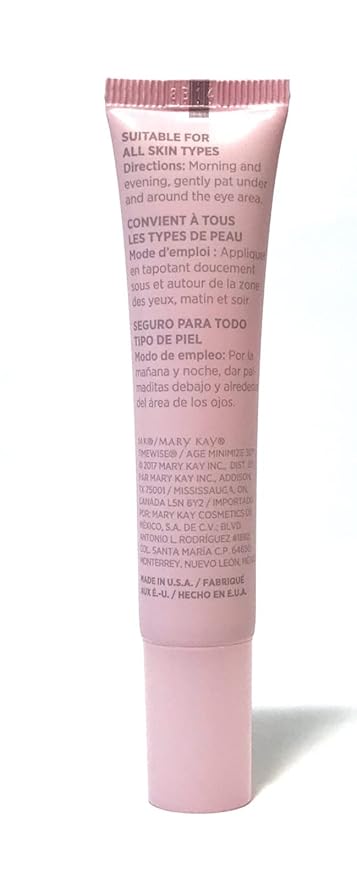 SUITABLE FOR
ALL SKIN TYPES
Directions: Morning and
evening, gently pat under
and around the eye area.
CONVIENT À TOUS
LES TYPES DE PEAU
Mode d'emploi : Appliquer
en tapotant doucement
sous et autour de la zone
des yeux, matin et soir.
SEGURO PARA TODO
TIPO DE PIEL
Modo de empleo: Por la
mañana y noche, dar pal-
maditas debajo y alrededor
del área de los ojos.
MK®/MARY KAY®
TIMEWISE® / AGE MINIMIZE 3D™
© 2017 MARY KAY INC., DIST. BY/
PAR MARY KAY INC., ADDISON,
TX 75001 / MISSISSAUGA, ON,
CANADA L5N 6Y2 / IMPORTADO
POR: MARY KAY COSMETICS DE
MÉXICO, S.A. DE C.V.; BLVD.
ANTONIO L. RODRÍGUEZ #1882,
COL. SANTA MARÍA C.P. 64650,
MONTERREY, NUEVO LEÓN,
MADE IN U.S.A. / FABRIQUÉ
AUX É.-U. / HECHO EN E.U.A.